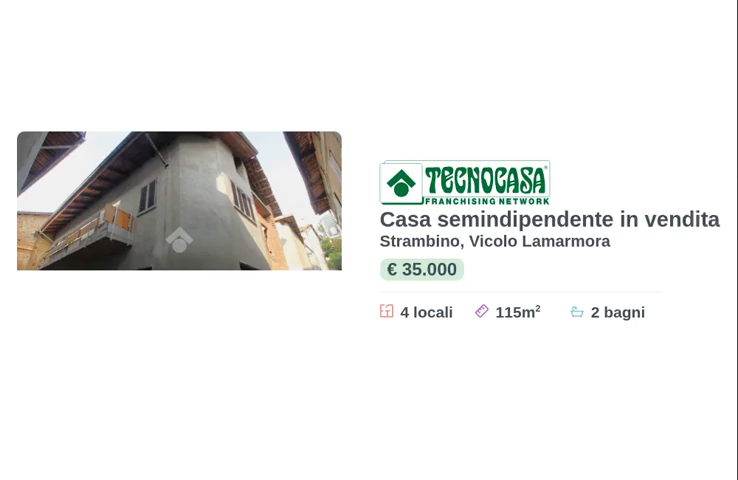 TECNOCASA
FRANCHISING NETWORK
Casa semindipendente in vendita
Strambino, Vicolo Lamarmora
€ 35.000
4 locali 115m² 2 bagni